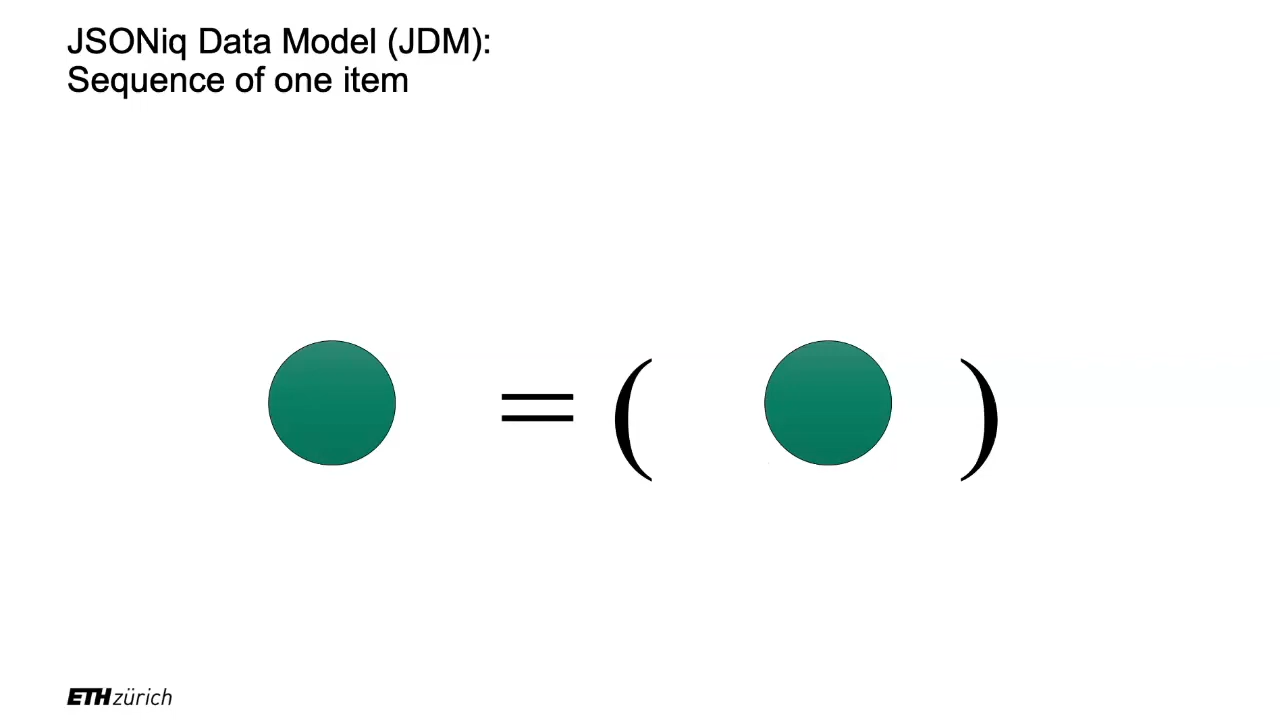 JSONiq Data Model (JDM):
Sequence of one item
= ( )
ETH zürich